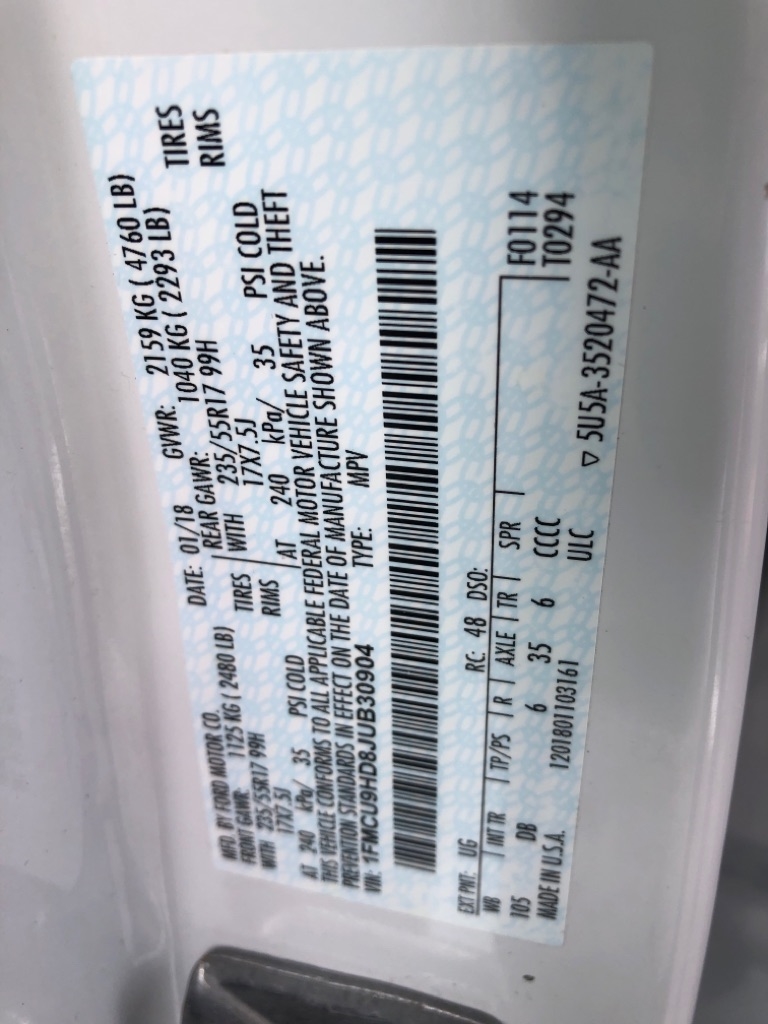 MFD. BY FORD MOTOR CO. DATE: 01/18 GVWR: 2159 KG ( 4760 LB)
FRONT GAWR: 1125 KG ( 2480 LB) REAR GAWR: 1040 KG ( 2293 LB)
WITH 235/55R17 99H TIRES WITH 235/55R17 99H TIRES
17X7.5J RIMS 17X7.5J RIMS
AT 240 kPa/ 35 PSI COLD AT 240 kPa/ 35 PSI COLD
THIS VEHICLE CONFORMS TO ALL APPLICABLE FEDERAL MOTOR VEHICLE SAFETY AND THEFT
PREVENTION STANDARDS IN EFFECT ON THE DATE OF MANUFACTURE SHOWN ABOVE.
VIN: 1FMCU9HD8JUB30904 TYPE: MPV
EXT PNT: UG RC: 48 DSO:
WB INT TR TP/PS R AXLE TR SPR F0114
105 DB 6 35 6 CCCC T0294
MADE IN U.S.A. 1201801103161 ULC ▽ 5U5A-3520472-AA